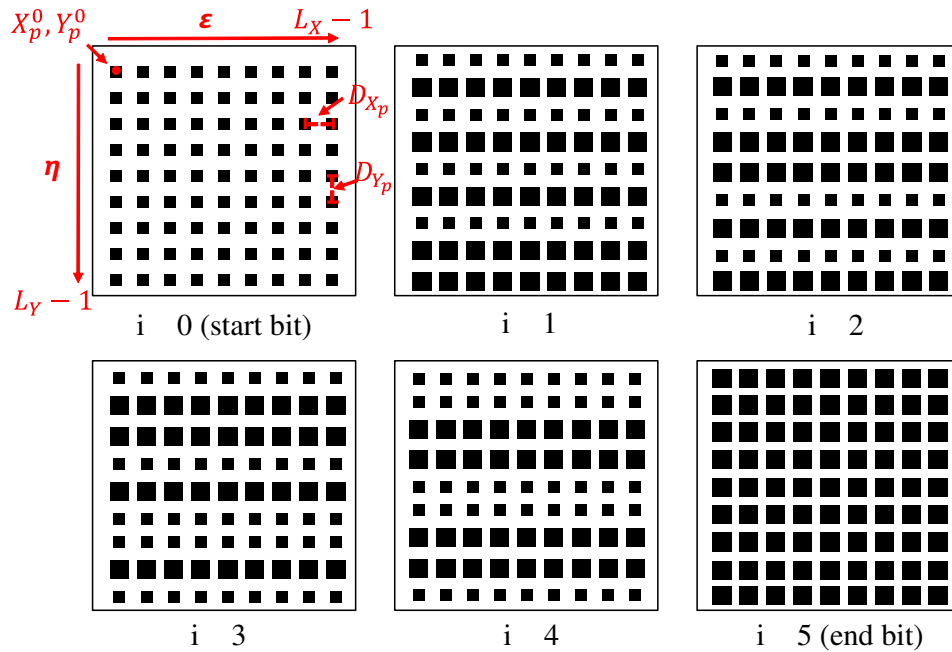 X_p^0, Y_p^0
ε
L_X − 1
D_{X_p}
η
D_{Y_p}
L_Y − 1
i 0 (start bit)
i 1
i 2
i 3
i 4
i 5 (end bit)